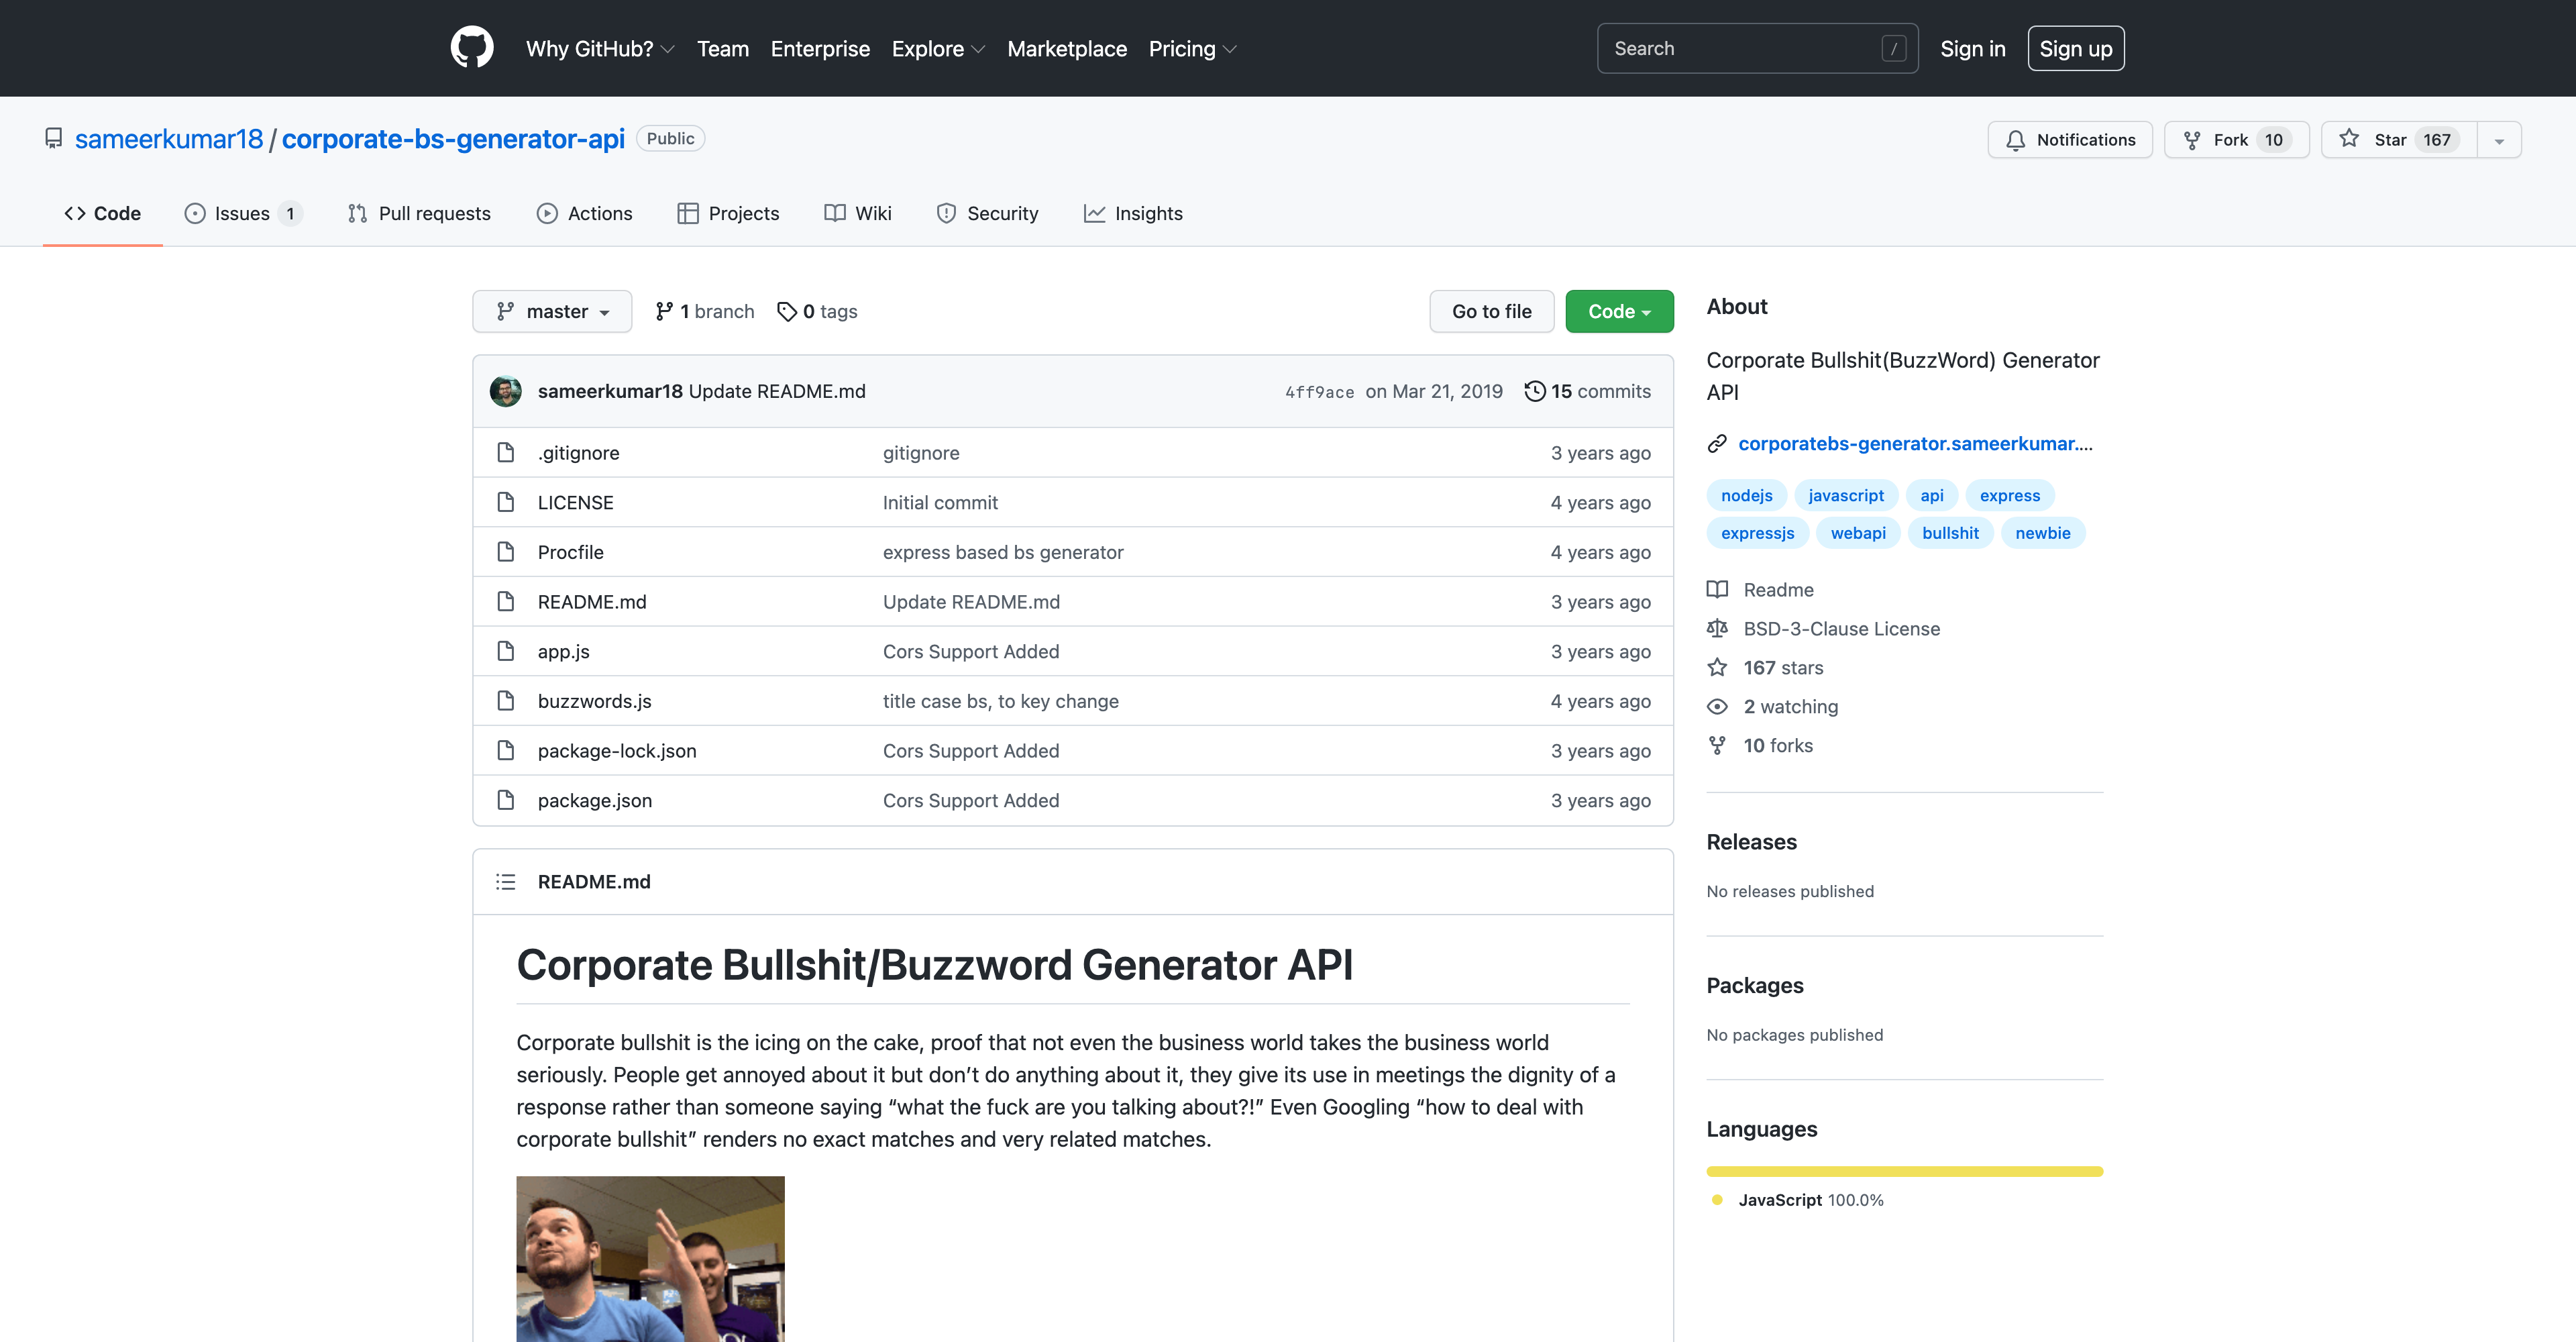 Why GitHub? Team Enterprise Explore Marketplace Pricing Search / Sign in Sign up
sameerkumar18 / corporate-bs-generator-api Public Notifications Fork 10 Star 167
Code Issues 1 Pull requests Actions Projects Wiki Security Insights
master 1 branch 0 tags Go to file Code
sameerkumar18 Update README.md 4ff9ace on Mar 21, 2019 15 commits
.gitignore gitignore 3 years ago
LICENSE Initial commit 4 years ago
Procfile express based bs generator 4 years ago
README.md Update README.md 3 years ago
app.js Cors Support Added 3 years ago
buzzwords.js title case bs, to key change 4 years ago
package-lock.json Cors Support Added 3 years ago
package.json Cors Support Added 3 years ago
README.md
Corporate Bullshit/Buzzword Generator API
Corporate bullshit is the icing on the cake, proof that not even the business world takes the business world
seriously. People get annoyed about it but don’t do anything about it, they give its use in meetings the dignity of a
response rather than someone saying “what the fuck are you talking about?!” Even Googling “how to deal with
corporate bullshit” renders no exact matches and very related matches.
About
Corporate Bullshit(BuzzWord) Generator
API
corporatebs-generator.sameerkumar....
nodejs javascript api express
expressjs webapi bullshit newbie
Readme
BSD-3-Clause License
167 stars
2 watching
10 forks
Releases
No releases published
Packages
No packages published
Languages
JavaScript 100.0%